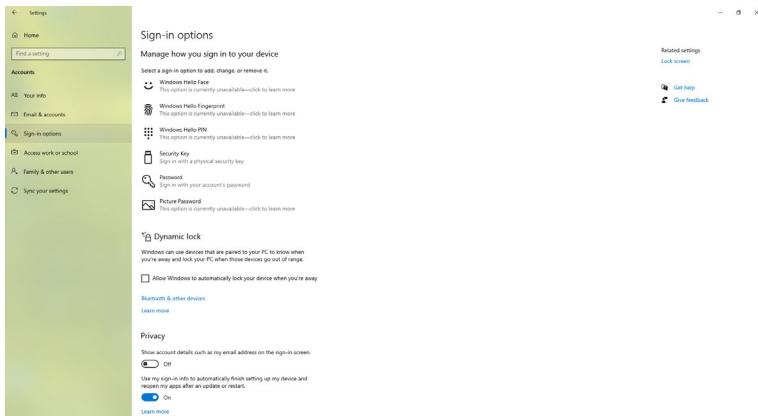 Settings
Home
Find a setting
Accounts
Your info
Email & accounts
Sign-in options
Access work or school
Family & other users
Sync your settings
Sign-in options
Manage how you sign in to your device
Select a sign-in option to add, change, or remove it.
Windows Hello Face
This option is currently unavailable—click to learn more
Windows Hello Fingerprint
This option is currently unavailable—click to learn more
Windows Hello PIN
This option is currently unavailable—click to learn more
Security Key
Sign in with a physical security key
Password
Sign in with your account's password
Picture Password
This option is currently unavailable—click to learn more
Dynamic lock
Windows can use devices that are paired to your PC to know when
you're away and lock your PC when those devices go out of range.
Allow Windows to automatically lock your device when you're away
Bluetooth & other devices
Learn more
Privacy
Show account details such as my email address on the sign-in screen.
Off
Use my sign-in info to automatically finish setting up my device and
reopen my apps after an update or restart.
On
Learn more
Related settings
Lock screen
Get help
Give feedback